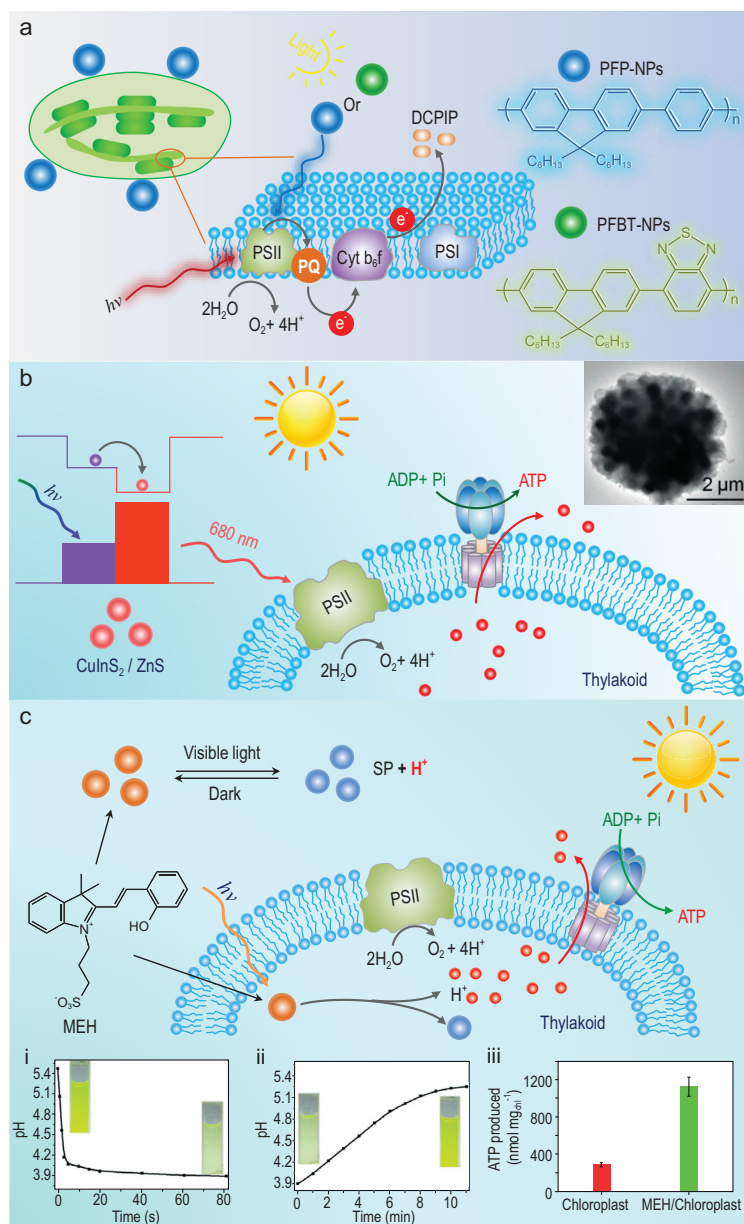 a
Light
Or
DCPIP
PFP-NPs
n
C₆H₁₃
C₆H₁₃
PSII
PQ
Cyt b₆f
PSI
e⁻
e⁻
hν
2H₂O
O₂+ 4H⁺
PFBT-NPs
S
N
N
n
C₆H₁₃
C₆H₁₃
b
hν
680 nm
CuInS₂ / ZnS
PSII
2H₂O
O₂+ 4H⁺
ADP+ Pi
ATP
2 μm
Thylakoid
c
Visible light
Dark
SP + H⁺
HO
N⁺
⁻O₃S
MEH
hν
PSII
2H₂O
O₂ + 4H⁺
H⁺
ADP+ Pi
ATP
Thylakoid
i
pH
5.4
5.1
4.8
4.5
4.2
3.9
0
20
40
60
80
Time (s)
ii
pH
5.4
5.1
4.8
4.5
4.2
3.9
0
2
4
6
8
10
Time (min)
iii
ATP produced
(nmol mg_chl⁻¹)
1200
800
400
0
Chloroplast
MEH/Chloroplast